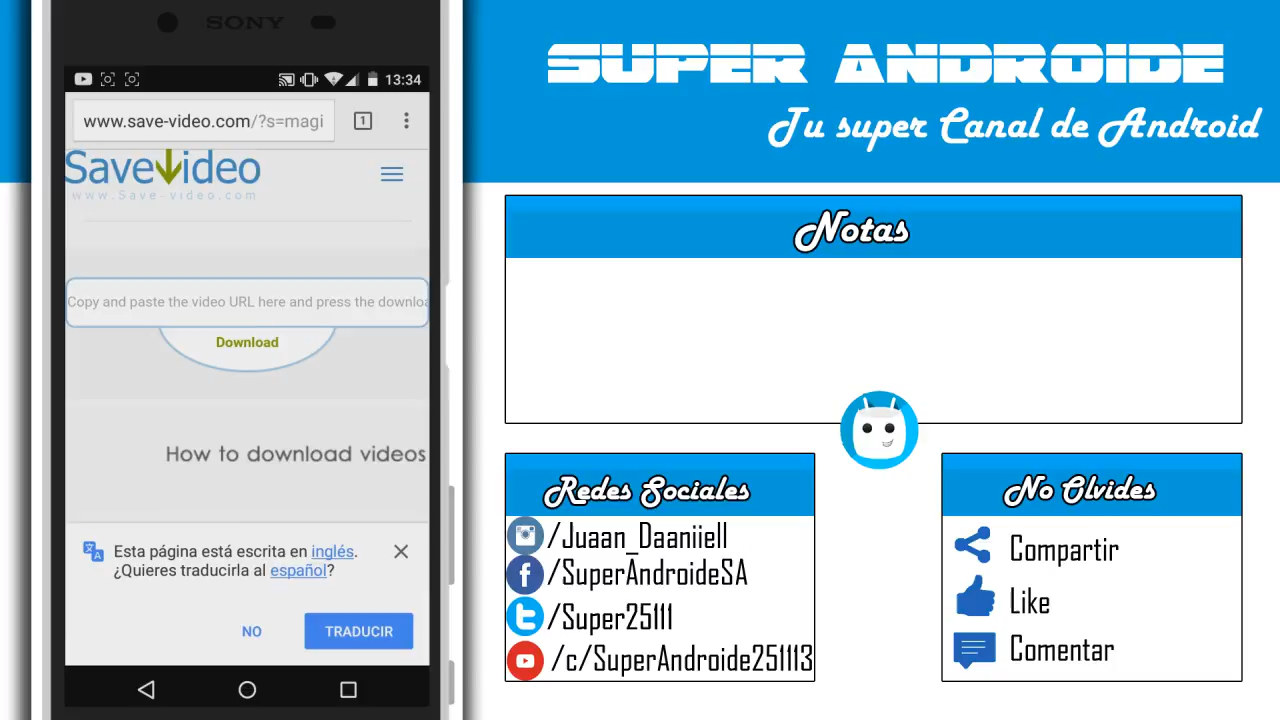 SONY
13:34
www.save-video.com/?s=magi
1
SaveVideo
www.Save-video.com
Copy and paste the video URL here and press the downloa
Download
How to download videos
Esta página está escrita en inglés.
¿Quieres traducirla al español?
NO
TRADUCIR
SUPER ANDROIDE
Tu super Canal de Android
Notas
Redes Sociales
/Juaan_Daaniiell
/SuperAndroideSA
/Super25111
/c/SuperAndroide251113
No Olvides
Compartir
Like
Comentar